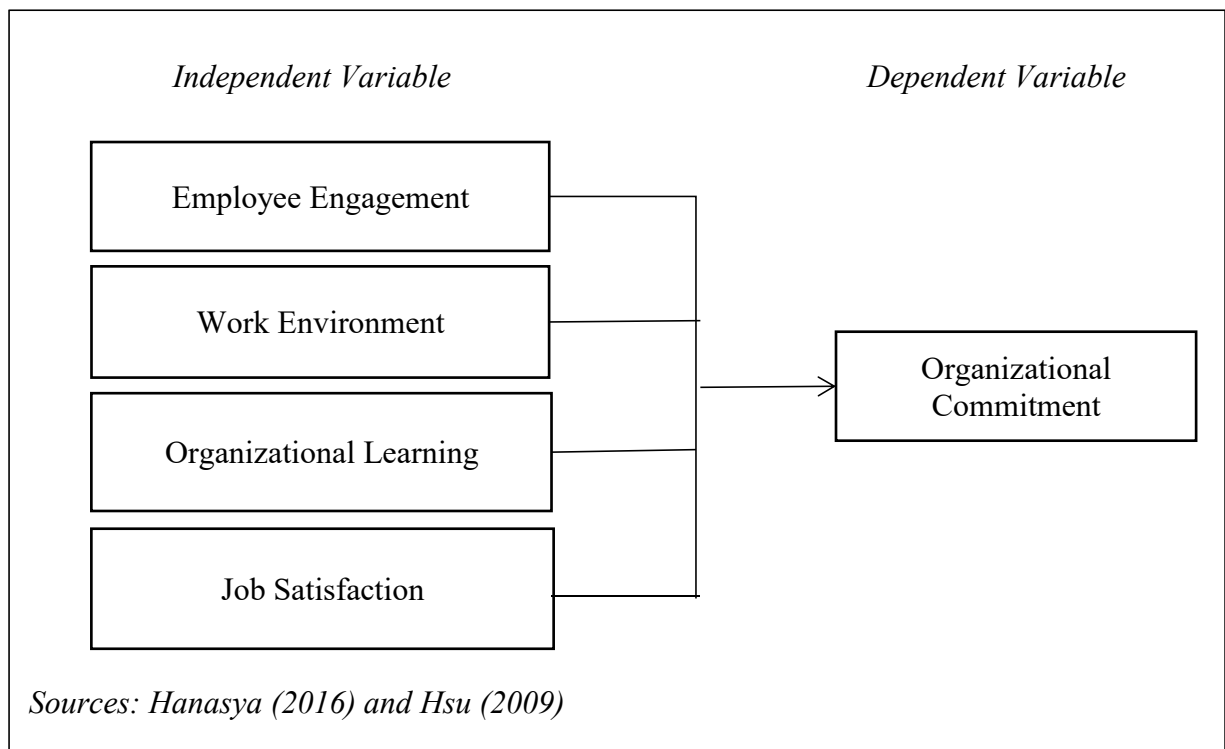 Independent Variable
Dependent Variable
Employee Engagement
Work Environment
Organizational Learning
Job Satisfaction
Organizational
Commitment
Sources: Hanasya (2016) and Hsu (2009)